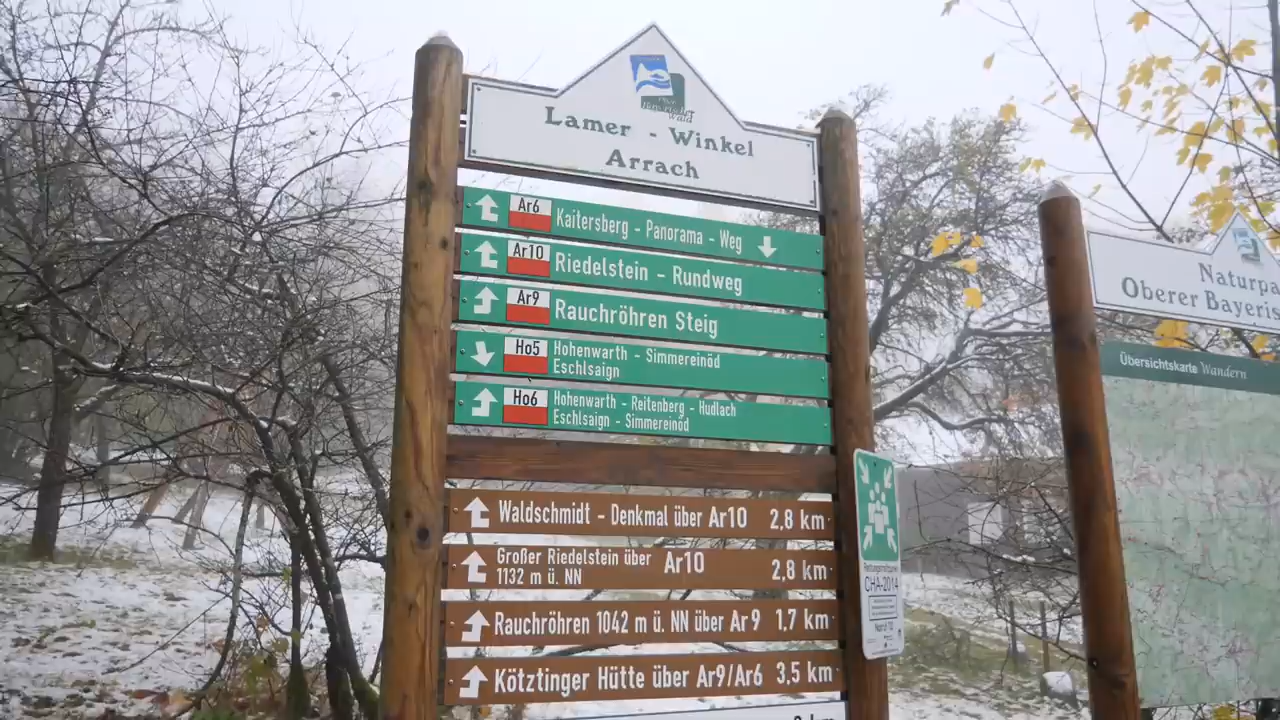 Lamer - Winkel
Arrach
Ar6 Kaitersberg - Panorama - Weg
Ar10 Riedelstein - Rundweg
Ar9 Rauchröhren Steig
Ho5 Hohenwarth - Simmereinöd
Eschlsaign
Ho6 Hohenwarth - Reitenberg - Hudlach
Eschlsaign - Simmereinöd
Waldschmidt - Denkmal über Ar10 2,8 km
Großer Riedelstein über Ar10 2,8 km
1132 m ü. NN
Rauchröhren 1042 m ü. NN über Ar9 1,7 km
Kötztinger Hütte über Ar9/Ar6 3,5 km
Rettungstreffpunkt
CHA-2014
Naturpa
Oberer Bayeris
Übersichtskarte Wandern